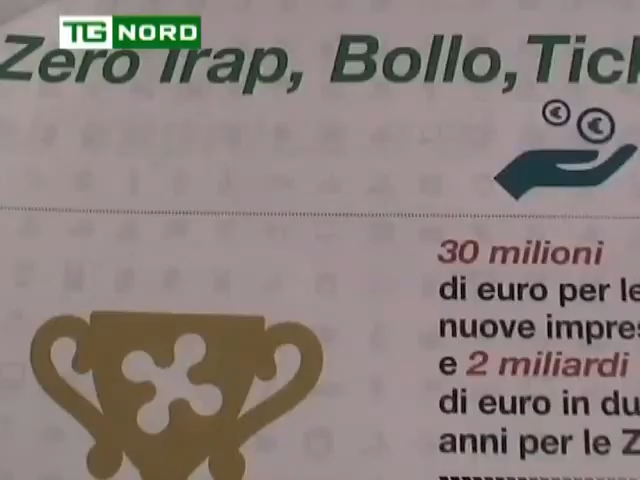 TG NORD
Zero Irap, Bollo, Tick
30 milioni
di euro per le
nuove impres
e 2 miliardi
di euro in du
anni per le Z